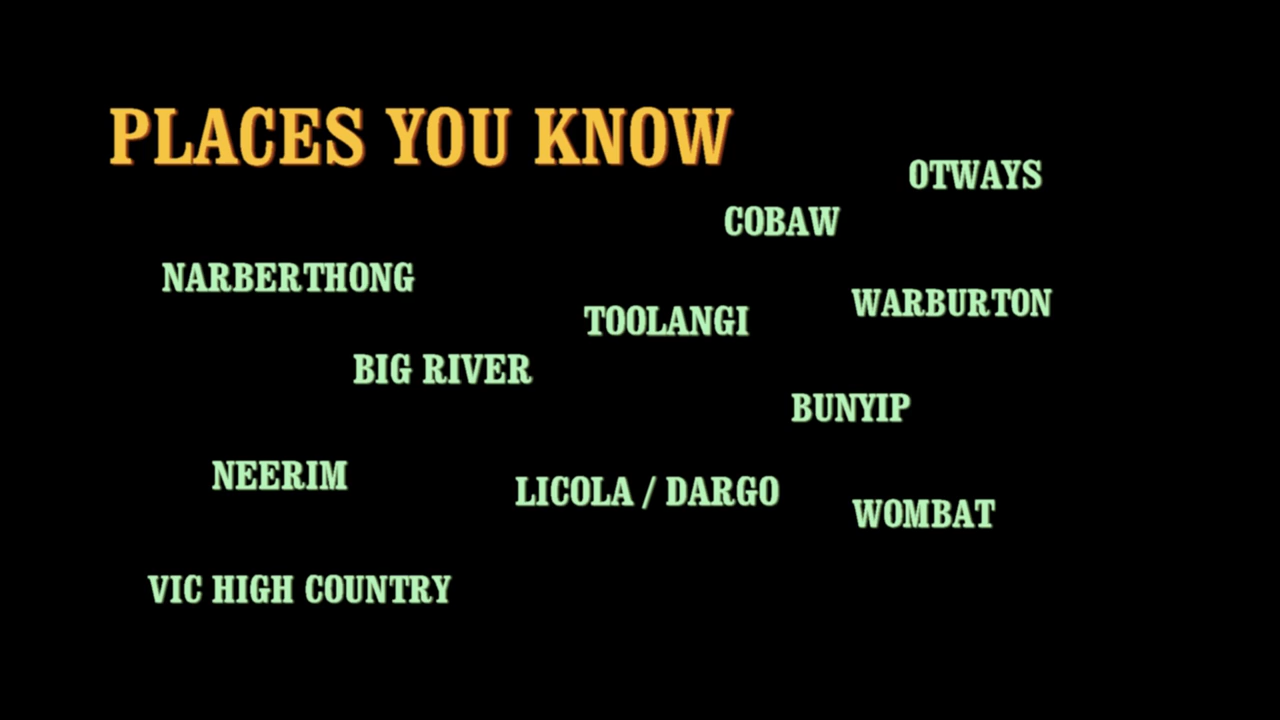 PLACES YOU KNOW
OTWAYS
COBAW
NARBERTHONG
WARBURTON
TOOLANGI
BIG RIVER
BUNYIP
NEERIM
LICOLA / DARGO
WOMBAT
VIC HIGH COUNTRY